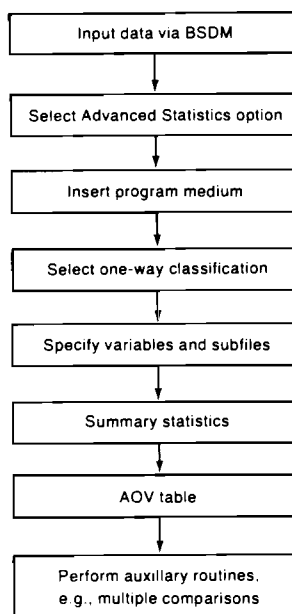 Input data via BSDM
Select Advanced Statistics option
Insert program medium
Select one-way classification
Specify variables and subfiles
Summary statistics
AOV table
Perform auxillary routines,
e.g., multiple comparisons